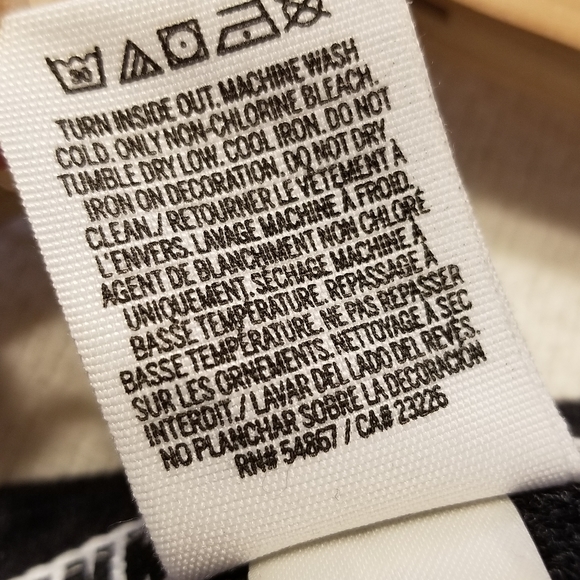 30
TURN INSIDE OUT. MACHINE WASH
COLD. ONLY NON-CHLORINE BLEACH.
TUMBLE DRY LOW. COOL IRON. DO NOT
IRON ON DECORATION. DO NOT DRY
CLEAN./RETOURNER LE VÊTEMENT À
L'ENVERS. LAVAGE MACHINE À FROID.
AGENT DE BLANCHIMENT NON CHLORÉ
UNIQUEMENT. SÉCHAGE MACHINE À
BASSE TEMPÉRATURE. REPASSAGE À
BASSE TEMPÉRATURE. NE PAS REPASSER
SUR LES ORNEMENTS. NETTOYAGE À SEC
INTERDIT./LAVAR DEL LADO DEL REVÉS.
NO PLANCHAR SOBRE LA DECORACIÓN
RN# 54867 / CA# 23226